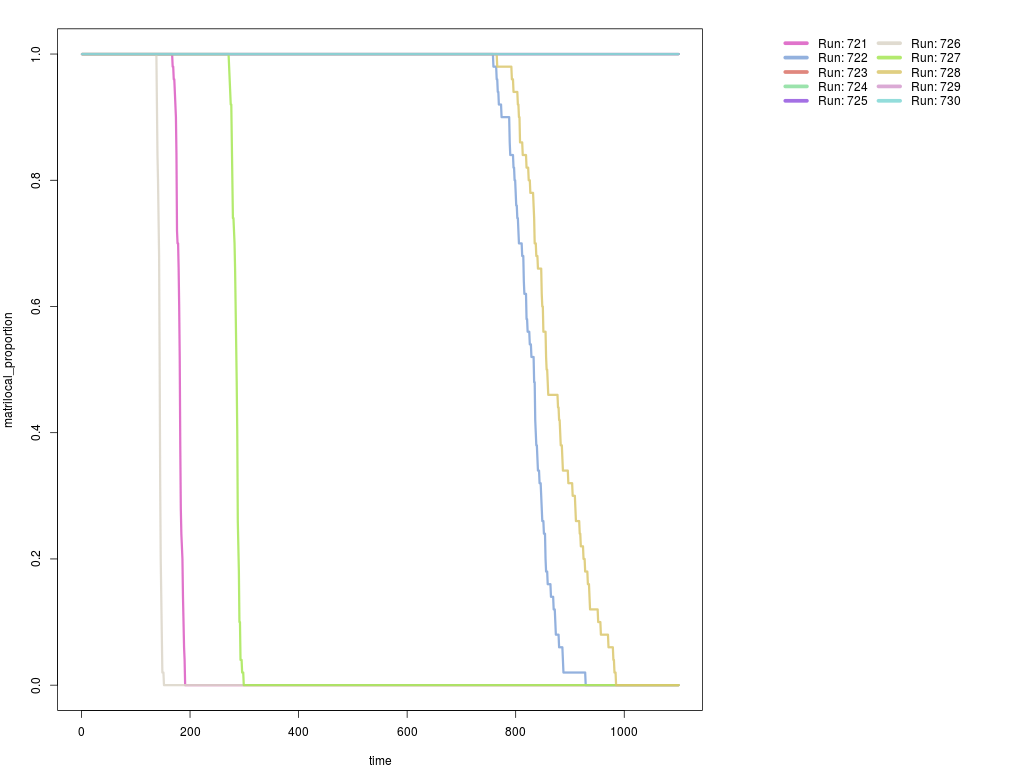 1.0
0.8
0.6
0.4
0.2
0.0
matrilocal_proportion
0
200
400
600
800
1000
time
Run: 721
Run: 722
Run: 723
Run: 724
Run: 725
Run: 726
Run: 727
Run: 728
Run: 729
Run: 730